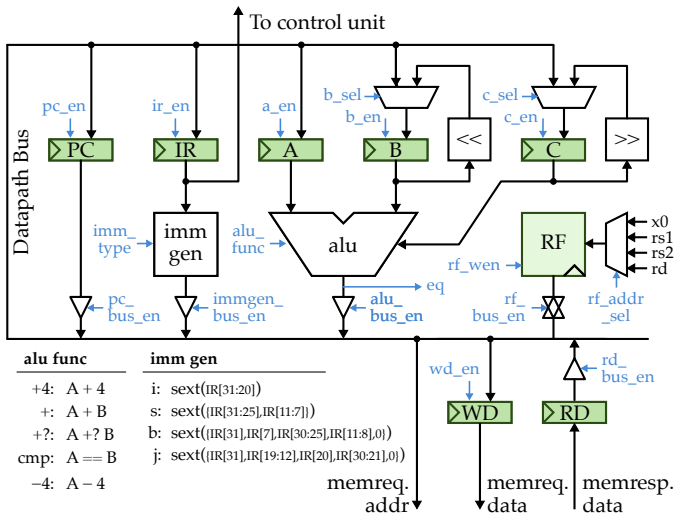 To control unit
pc_en
ir_en
a_en
b_sel
b_en
c_sel
c_en
PC
IR
A
B
<<
C
>>
Datapath Bus
imm_
type
imm
gen
alu_
func
alu
RF
x0
rs1
rs2
rd
rf_wen
eq
pc_
bus_en
immgen_
bus_en
alu_
bus_en
rf_
bus_en
rf_addr
_sel
alu func
+4: A + 4
+: A + B
+?: A +? B
cmp: A == B
−4: A − 4
imm gen
i: sext(IR[31:20])
s: sext({IR[31:25],IR[11:7]})
b: sext({IR[31],IR[7],IR[30:25],IR[11:8],0})
j: sext({IR[31],IR[19:12],IR[20],IR[30:21],0})
wd_en
rd_
bus_en
WD
RD
memreq.
addr
memreq.
data
memresp.
data